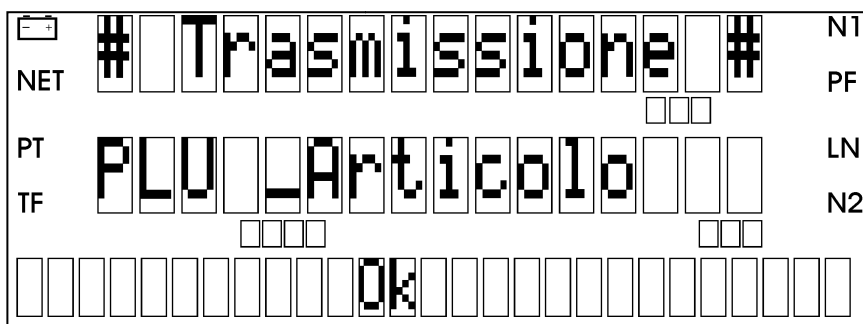 # Trasmissione # N1
NET PF
PT PLU _Articolo LN
TF N2
Ok